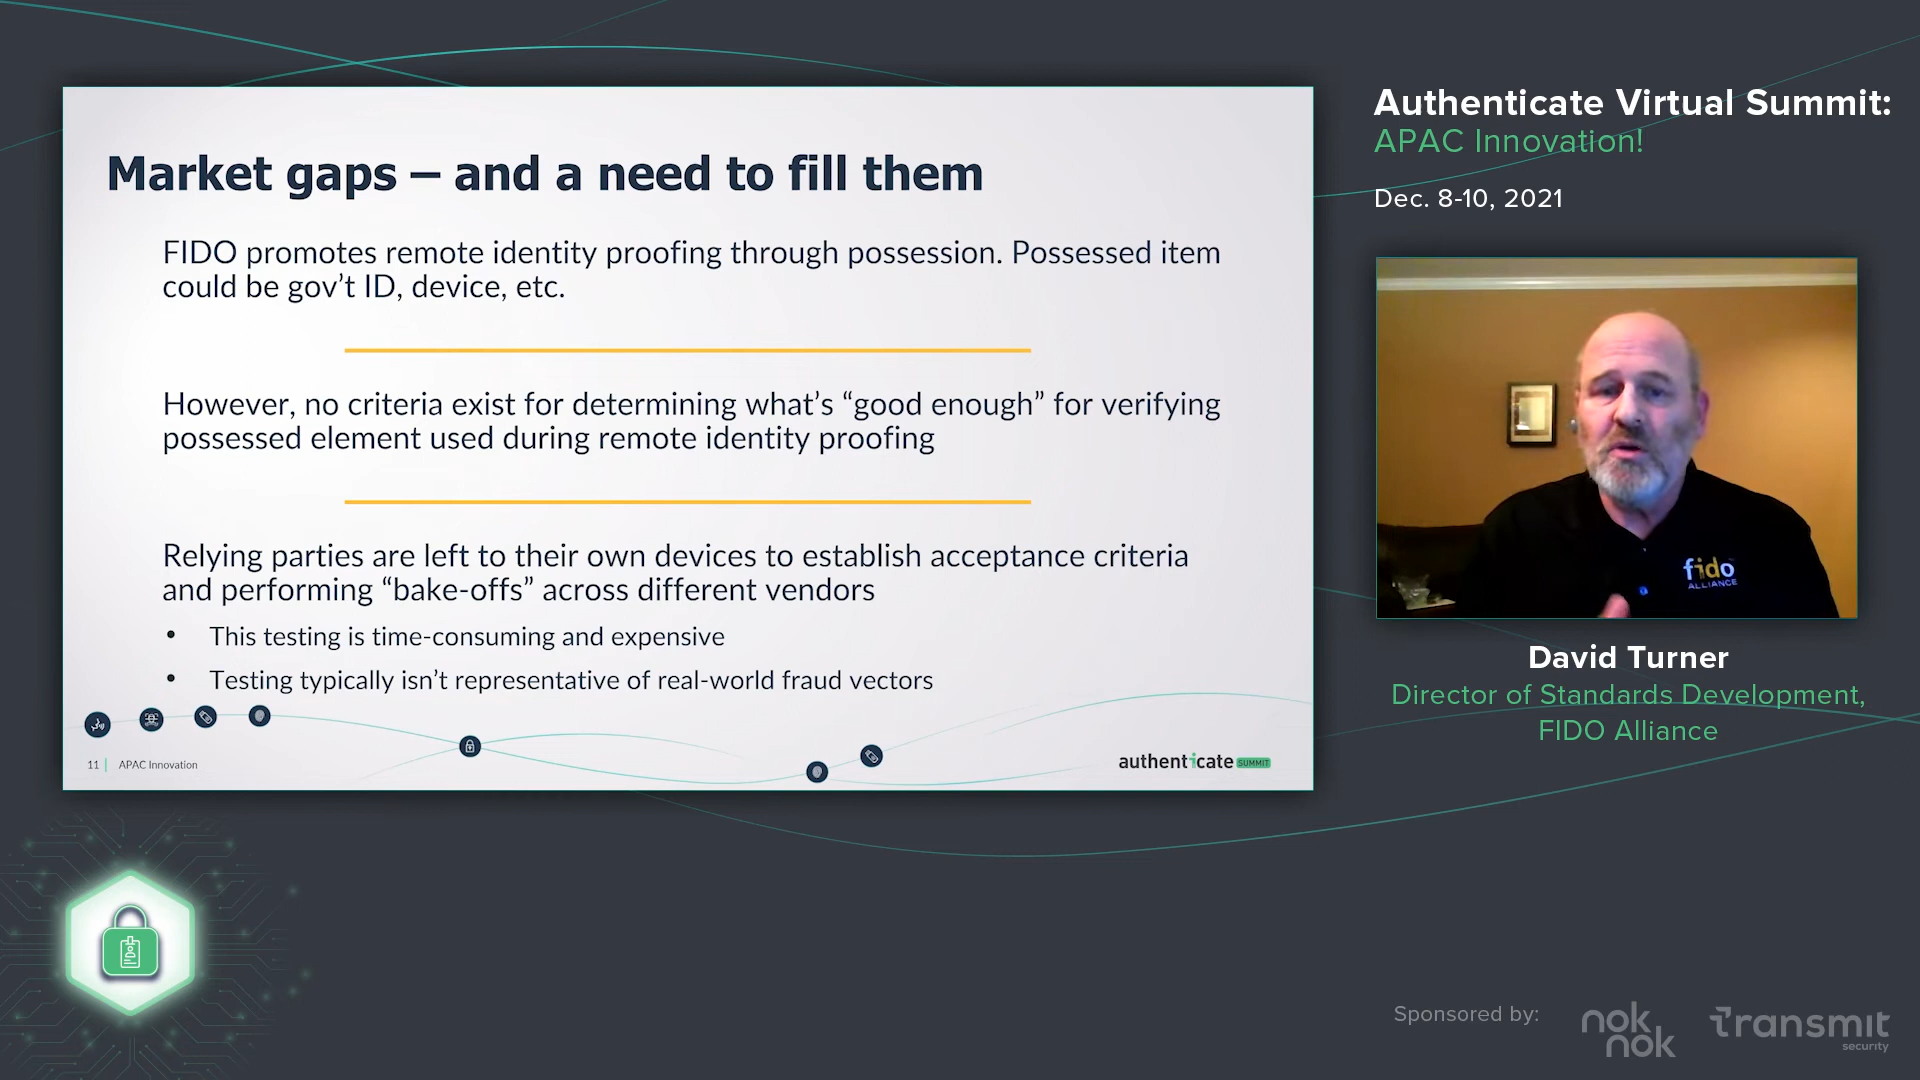 Market gaps – and a need to fill them
FIDO promotes remote identity proofing through possession. Possessed item
could be gov’t ID, device, etc.
However, no criteria exist for determining what’s “good enough” for verifying
possessed element used during remote identity proofing
Relying parties are left to their own devices to establish acceptance criteria
and performing “bake-offs” across different vendors
• This testing is time-consuming and expensive
• Testing typically isn’t representative of real-world fraud vectors
11 | APAC Innovation
authenticate SUMMIT
Authenticate Virtual Summit:
APAC Innovation!
Dec. 8-10, 2021
fido
ALLIANCE
David Turner
Director of Standards Development,
FIDO Alliance
Sponsored by:
nok
nok
Transmit
security